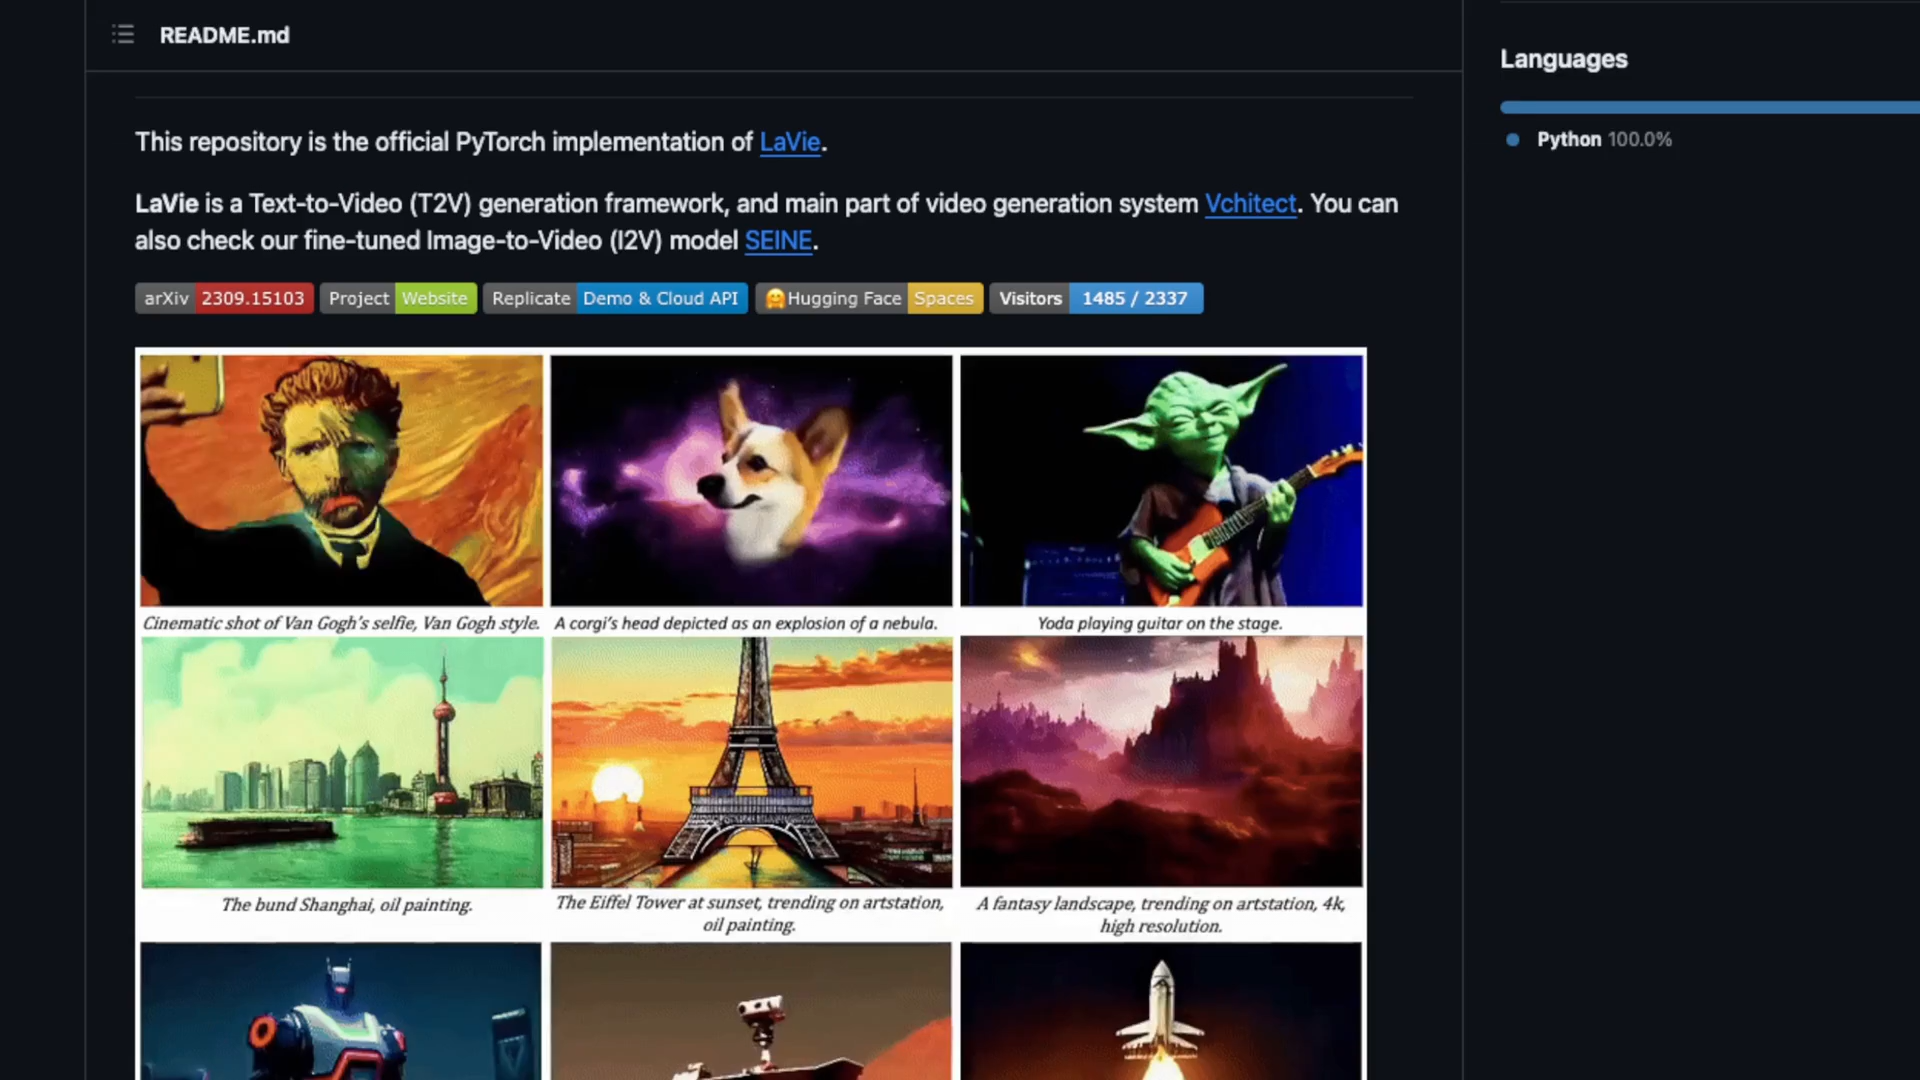 README.md
Languages
Python 100.0%
This repository is the official PyTorch implementation of LaVie.
LaVie is a Text-to-Video (T2V) generation framework, and main part of video generation system Vchitect. You can
also check our fine-tuned Image-to-Video (I2V) model SEINE.
arXiv 2309.15103 Project Website Replicate Demo & Cloud API Hugging Face Spaces Visitors 1485 / 2337
Cinematic shot of Van Gogh's selfie, Van Gogh style.
A corgi's head depicted as an explosion of a nebula.
Yoda playing guitar on the stage.
The bund Shanghai, oil painting.
The Eiffel Tower at sunset, trending on artstation,
oil painting.
A fantasy landscape, trending on artstation, 4k,
high resolution.